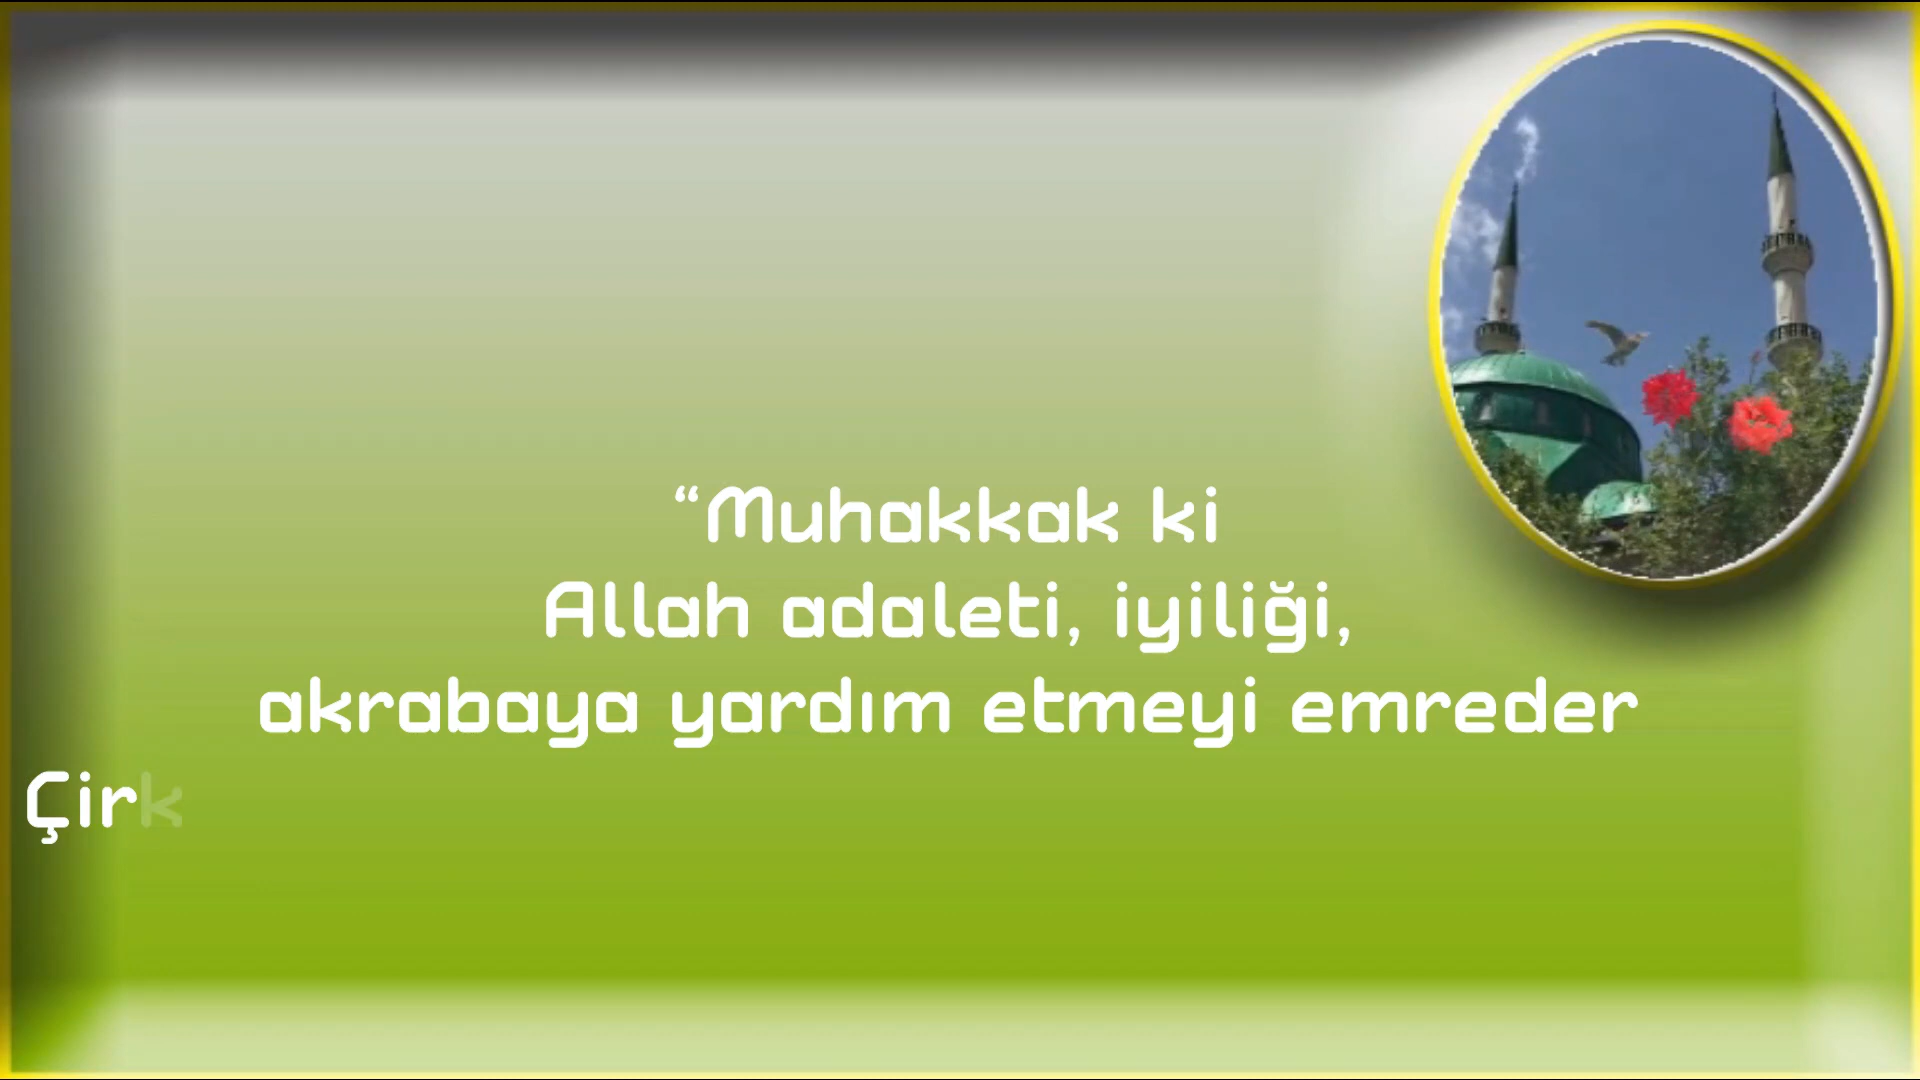 “Muhakkak ki
Allah adaleti, iyiliği,
akrabaya yardım etmeyi emreder
Çirk